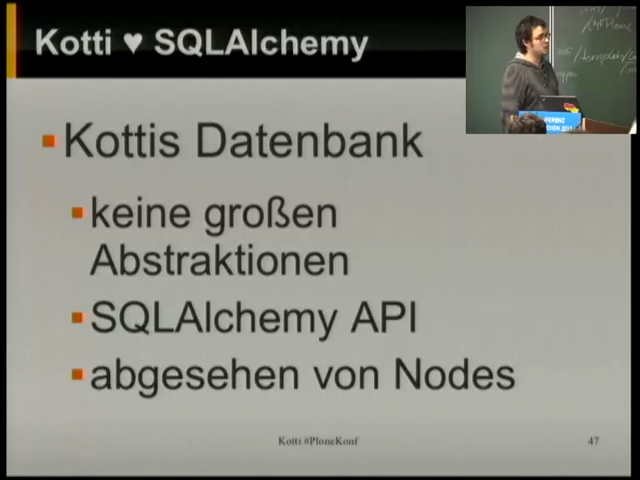 Kotti ♥ SQLAlchemy
Kottis Datenbank
keine großen
Abstraktionen
SQLAlchemy API
abgesehen von Nodes
Kotti #PloneKonf
47